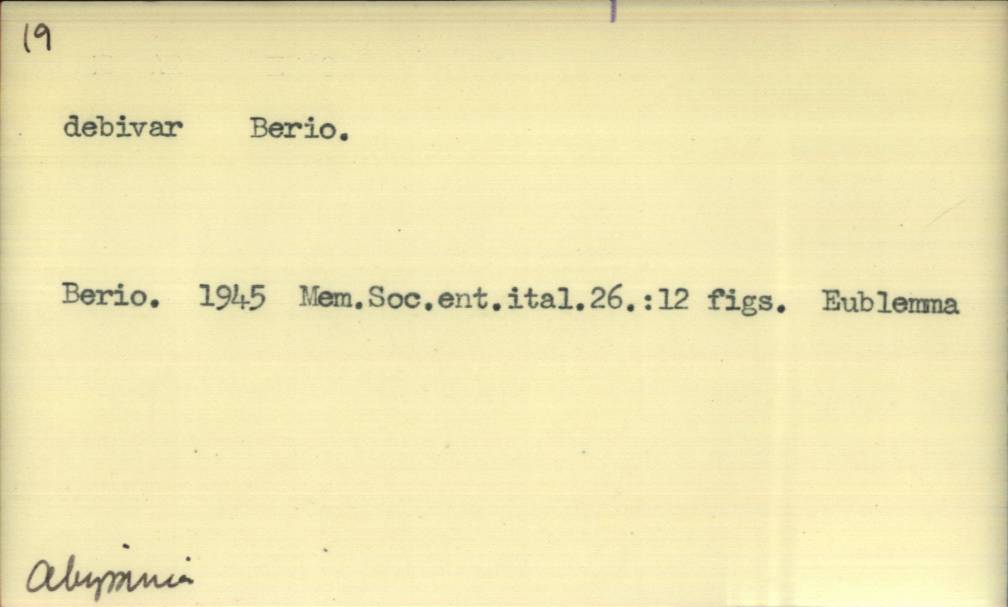 19
debivar Berio.
Berio. 1945 Mem.Soc.ent.ital.26.:12 figs. Eublemma
Abyssinia